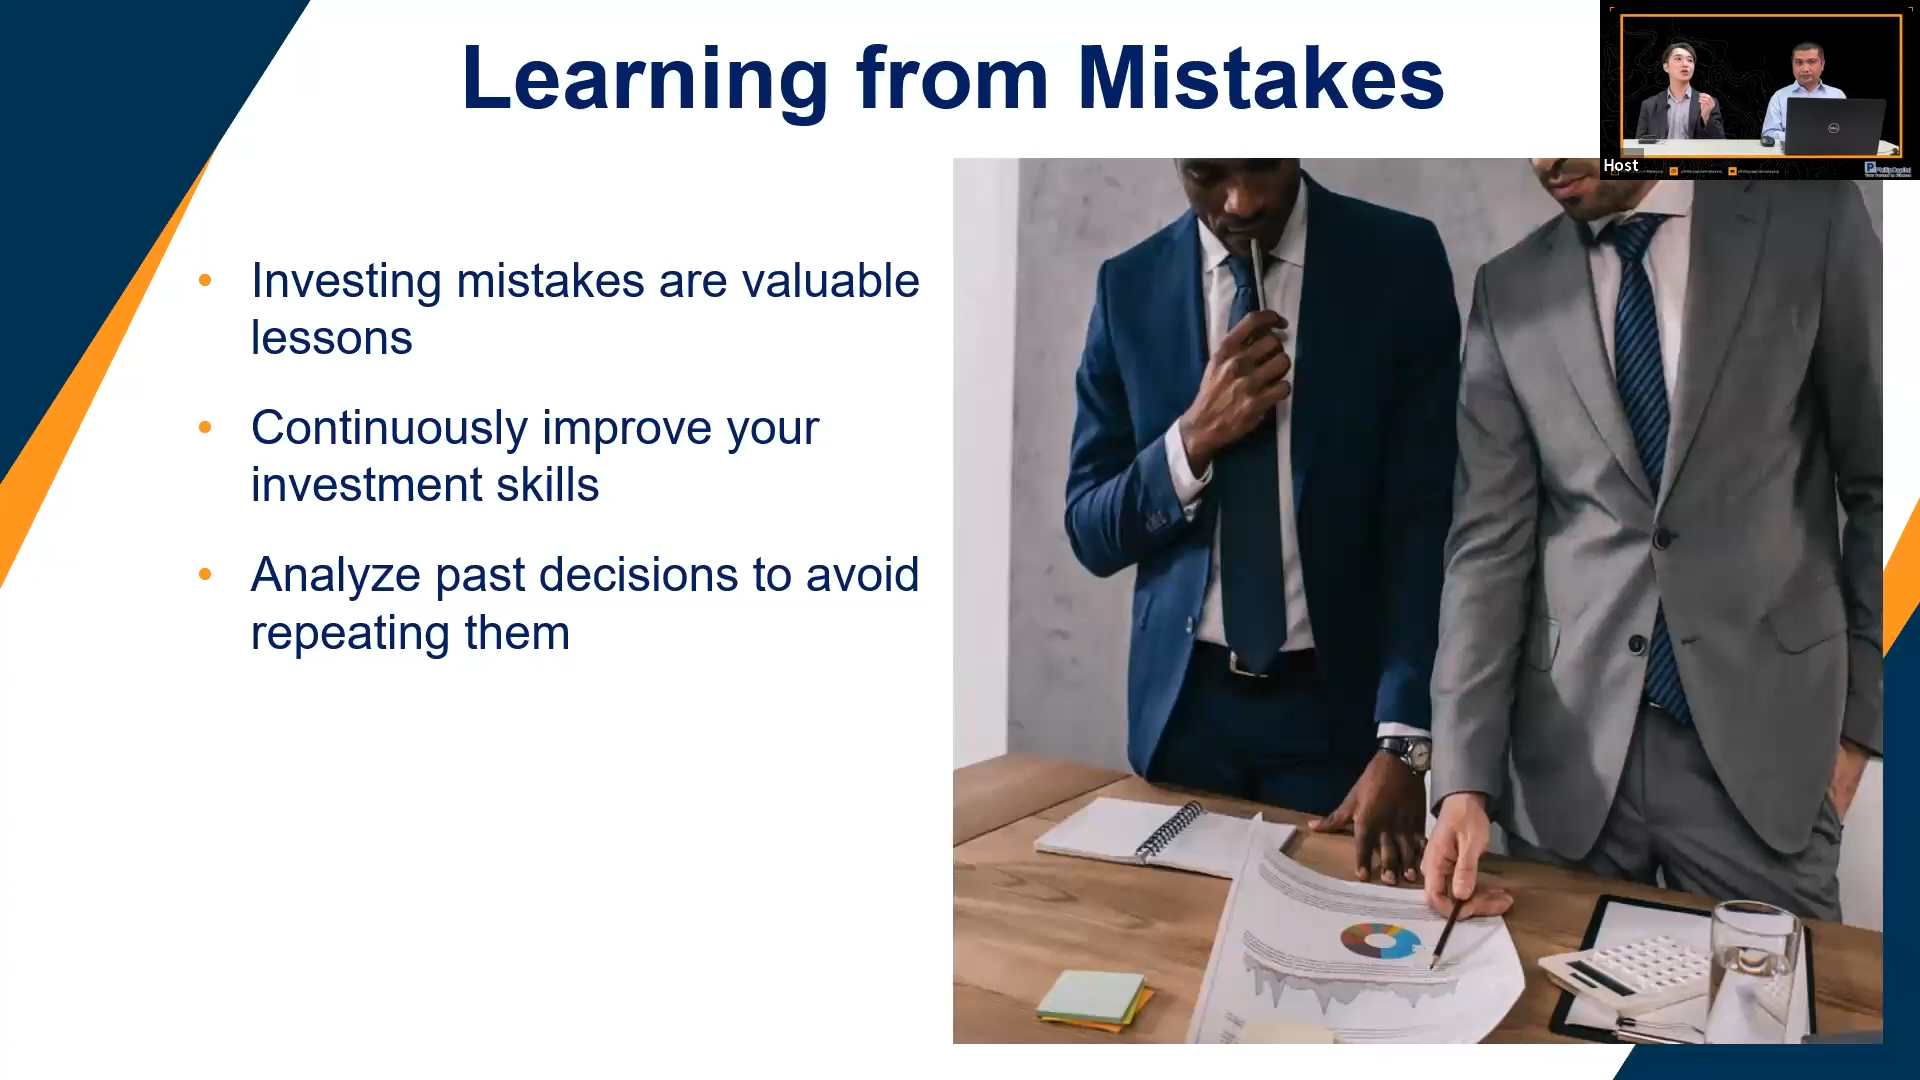 Learning from Mistakes
Host
PhillipCapital
• Investing mistakes are valuable
lessons
• Continuously improve your
investment skills
• Analyze past decisions to avoid
repeating them